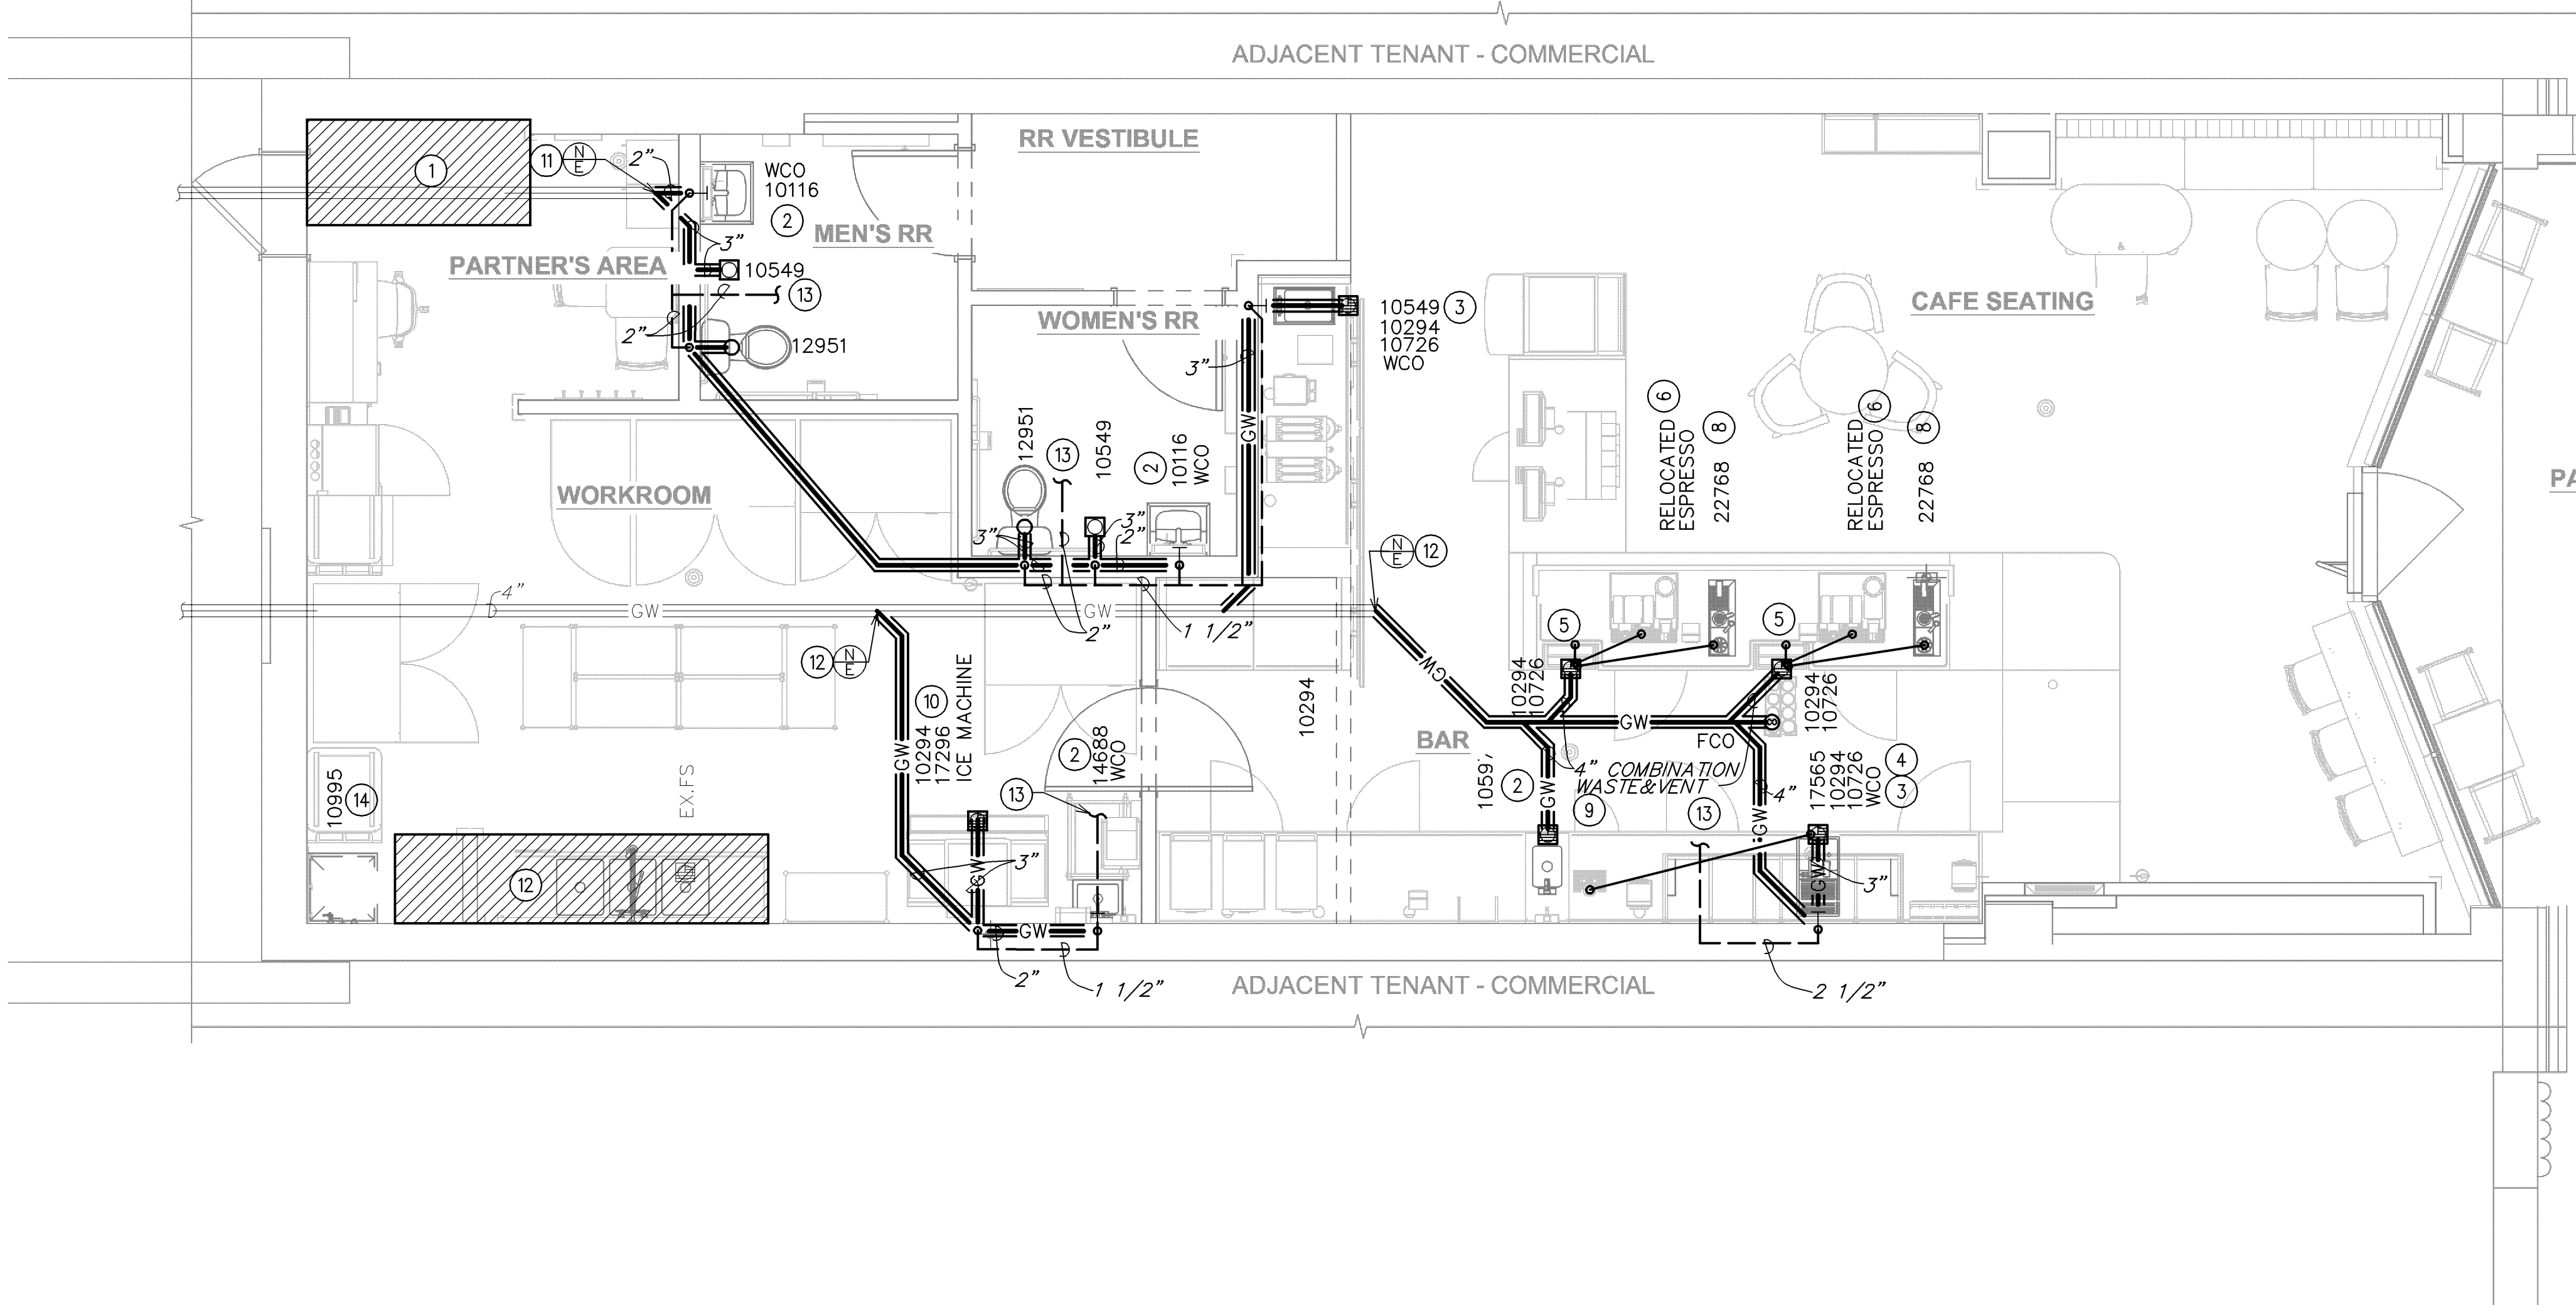 ADJACENT TENANT - COMMERCIAL
RR VESTIBULE
1
11
N
E
2”
WCO
10116
2
MEN'S RR
3”
PARTNER'S AREA
10549
13
2”
12951
WOMEN'S RR
3”
GW
10549 3
10294
10726
WCO
CAFE SEATING
RELOCATED 6
ESPRESSO
22768 8
RELOCATED 6
ESPRESSO
22768 8
12951
13
10549
2
10116
WCO
WORKROOM
3”
3”
2”
N
E
12
4”
GW
GW
2”
1 1/2”
12
N
E
5
5
GW
10
10294
17296
ICE MACHINE
GW
2
14688
WCO
10294
BAR
10294
10726
GW
FCO
10294
10726
4” COMBINATION
WASTE&VENT
2
9
GW
13
4”
GW
17565
10294
10726
WCO
4
3
10995
14
EX.FS
13
12
3”
GW
GW
2”
1 1/2”
GW
3”
2 1/2”
ADJACENT TENANT - COMMERCIAL